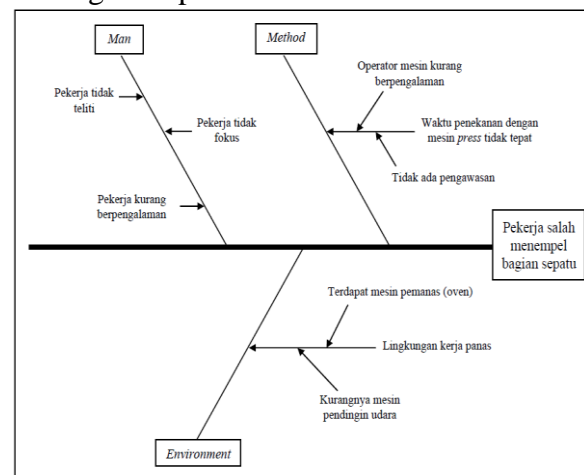 Man
Method
Operator mesin kurang
berpengalaman
Pekerja tidak
teliti
Pekerja tidak
fokus
Waktu penekanan dengan
mesin press tidak tepat
Tidak ada pengawasan
Pekerja kurang
berpengalaman
Pekerja salah
menempel
bagian sepatu
Terdapat mesin pemanas (oven)
Lingkungan kerja panas
Kurangnya mesin
pendingin udara
Environment